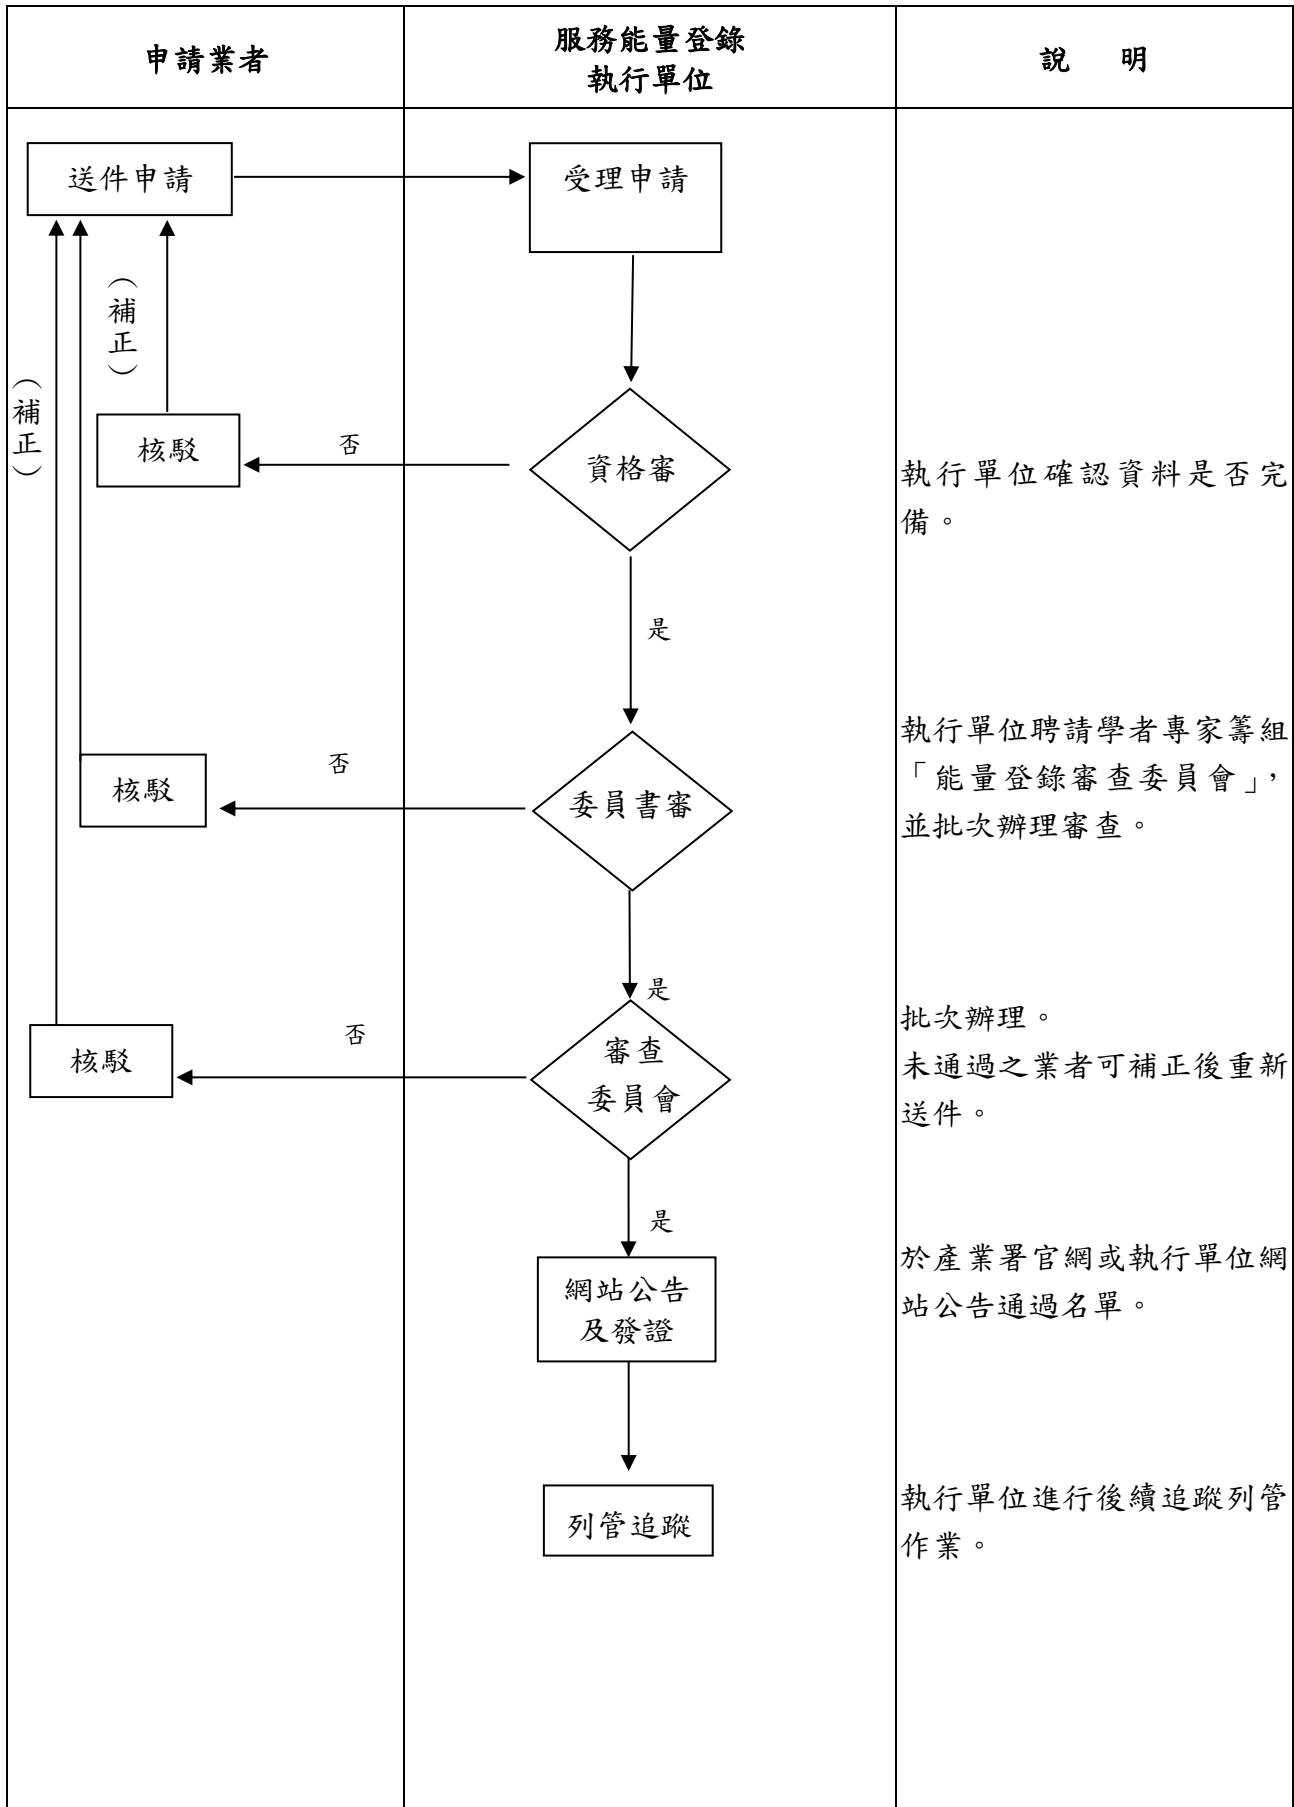 申請業者
服務能量登錄
執行單位
說　明
送件申請
受理申請
（補正）
（補正）
核駁
否
資格審
執行單位確認資料是否完
備。
是
核駁
否
委員書審
執行單位聘請學者專家籌組
「能量登錄審查委員會」，
並批次辦理審查。
是
核駁
否
審查
委員會
批次辦理。
未通過之業者可補正後重新
送件。
是
網站公告
及發證
於產業署官網或執行單位網
站公告通過名單。
列管追蹤
執行單位進行後續追蹤列管
作業。